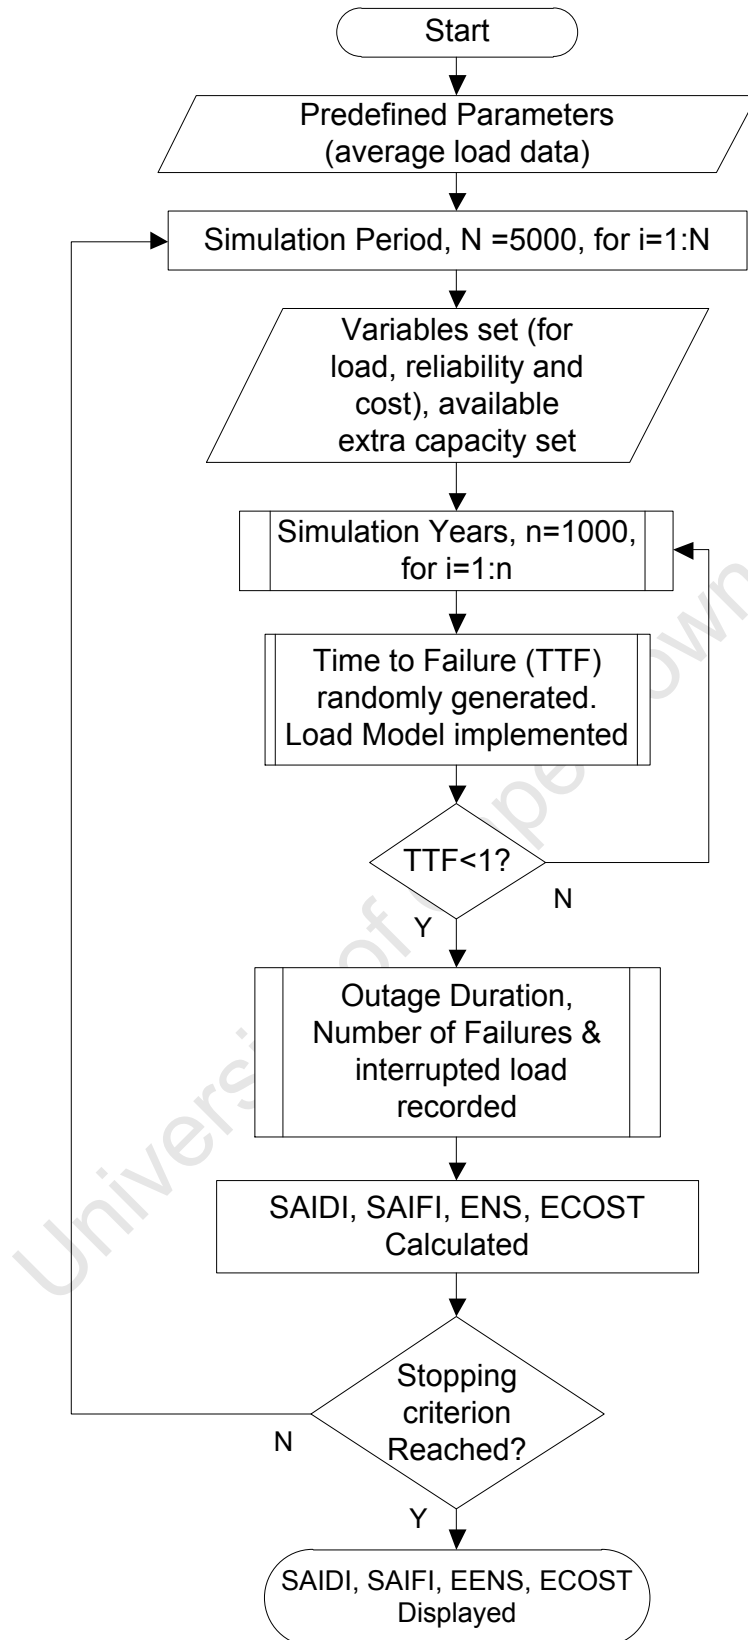 Start
Predefined Parameters
(average load data)
Simulation Period, N =5000, for i=1:N
Variables set (for
load, reliability and
cost), available
extra capacity set
Simulation Years, n=1000,
for i=1:n
Time to Failure (TTF)
randomly generated.
Load Model implemented
TTF<1?
N
Y
Outage Duration,
Number of Failures &
interrupted load
recorded
SAIDI, SAIFI, ENS, ECOST
Calculated
Stopping
criterion
Reached?
N
Y
SAIDI, SAIFI, EENS, ECOST
Displayed